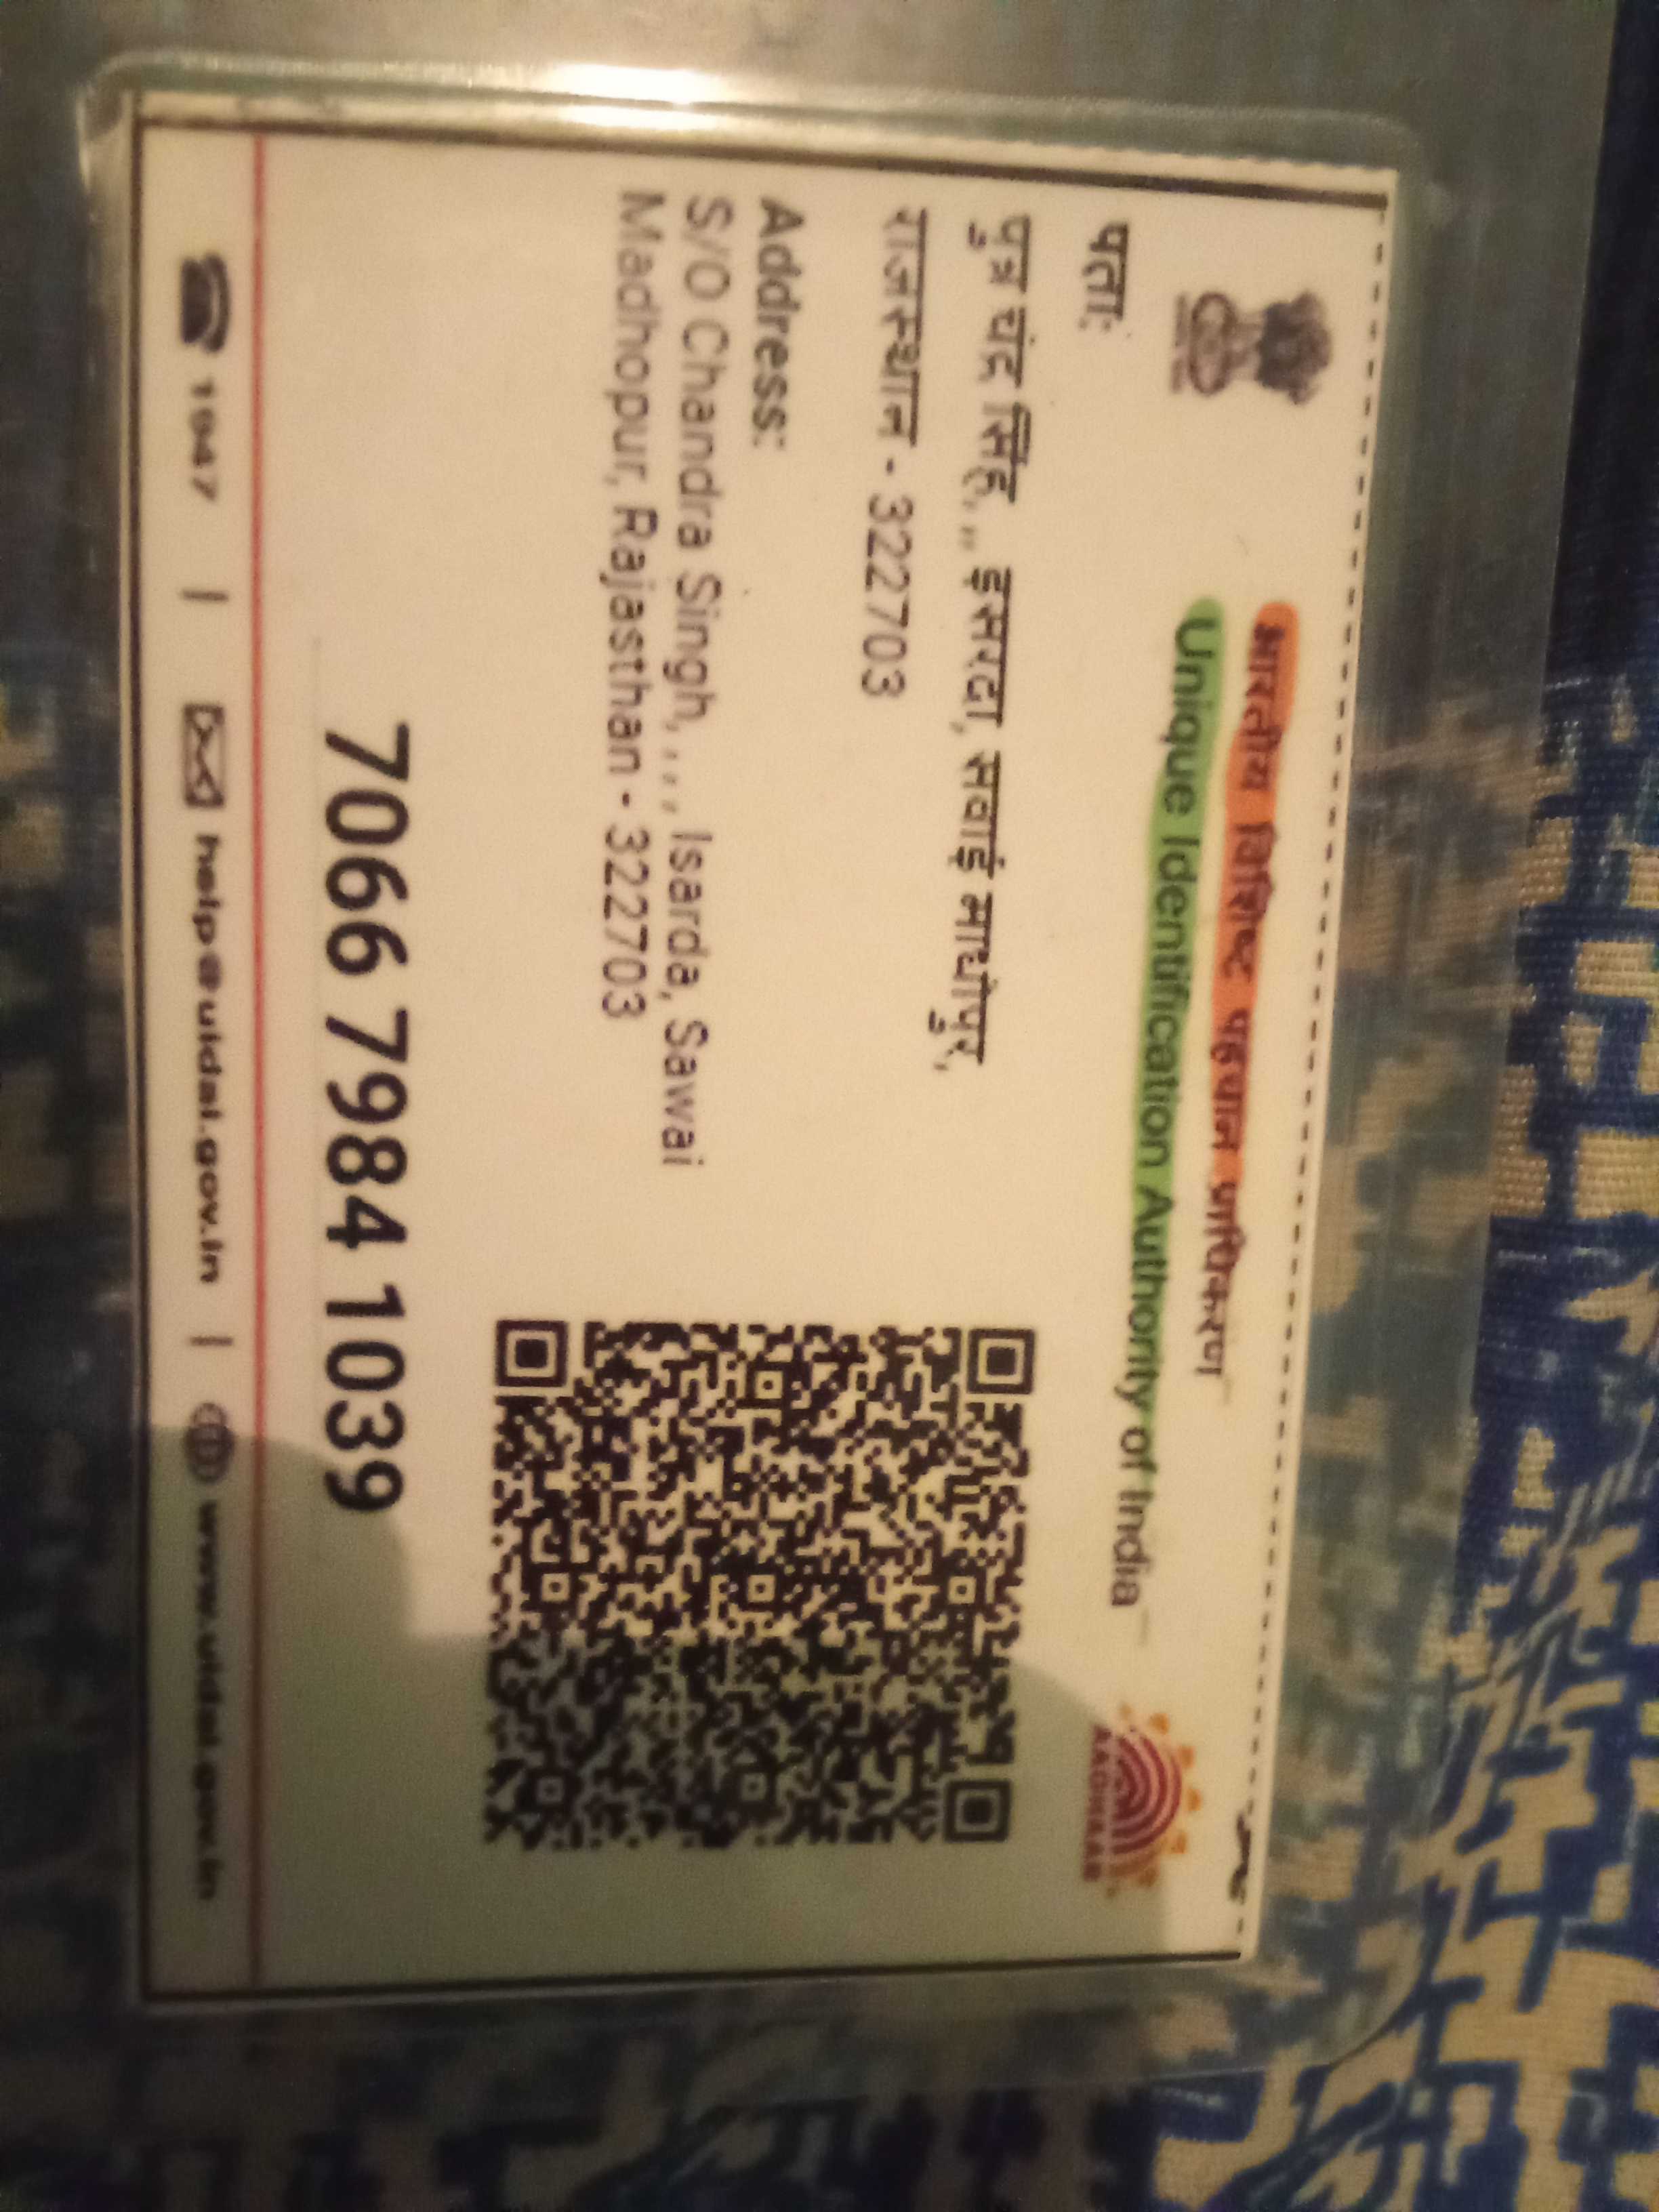 भारतीय विशिष्ट पहचान प्राधिकरण
Unique Identification Authority of India
AADHAAR
पता:
पुत्र चंद्र सिंह, , , इसरदा, सवाई माधोपुर,
राजस्थान - 322703
Address:
S/O Chandra Singh, , , , Isarda, Sawai
Madhopur, Rajasthan - 322703
7066 7984 1039
1947 | help@uidai.gov.in | www.uidai.gov.in